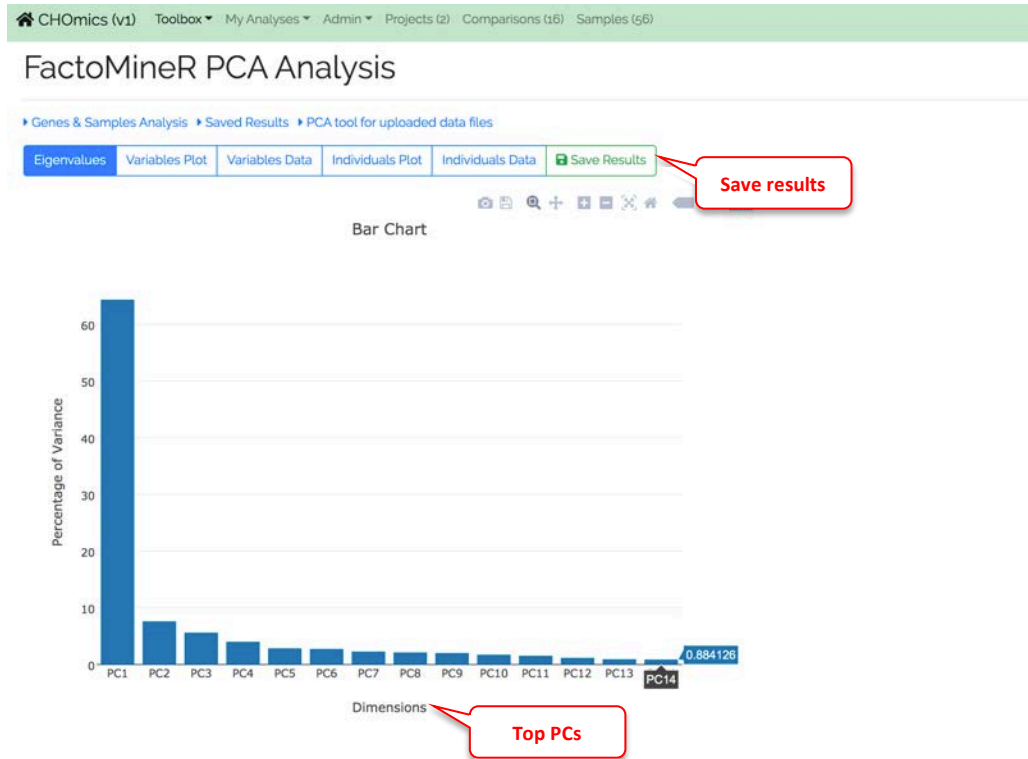 CHOmics (v1) Toolbox My Analyses Admin Projects (2) Comparisons (16) Samples (56)
FactoMineR PCA Analysis
Genes & Samples Analysis Saved Results PCA tool for uploaded data files
Eigenvalues Variables Plot Variables Data Individuals Plot Individuals Data Save Results
Save results
Bar Chart
60
50
40
30
20
10
0
Percentage of Variance
0.884126
PC1 PC2 PC3 PC4 PC5 PC6 PC7 PC8 PC9 PC10 PC11 PC12 PC13 PC14
Dimensions
Top PCs